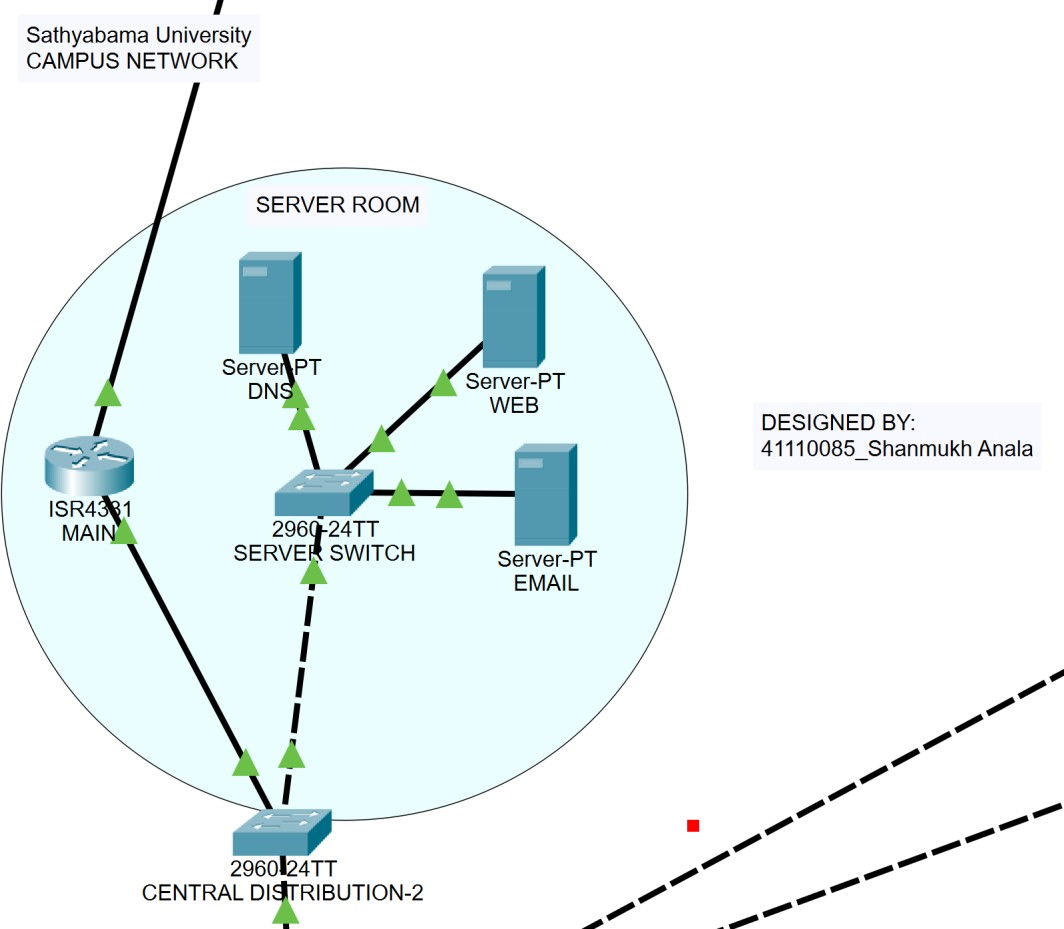 Sathyabama University
CAMPUS NETWORK
SERVER ROOM
Server-PT
DNS
Server-PT
WEB
DESIGNED BY:
41110085_Shanmukh Anala
ISR4331
MAIN
2960-24TT
SERVER SWITCH
Server-PT
EMAIL
2960-24TT
CENTRAL DISTRIBUTION-2